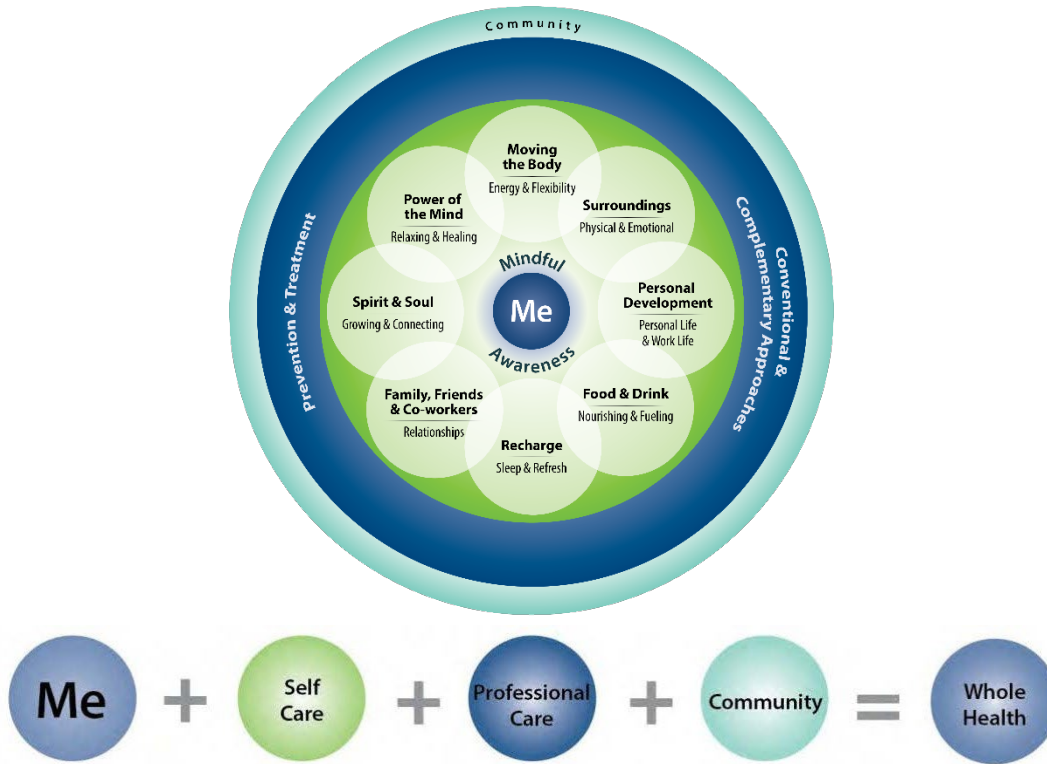 Community
Moving
the Body
Energy & Flexibility
Surroundings
Physical & Emotional
Personal
Development
Personal Life
& Work Life
Food & Drink
Nourishing & Fueling
Recharge
Sleep & Refresh
Family, Friends
& Co-workers
Relationships
Spirit & Soul
Growing & Connecting
Power of
the Mind
Relaxing & Healing
Mindful
Me
Awareness
Prevention & Treatment
Conventional &
Complementary Approaches
Me
+
Self
Care
+
Professional
Care
+
Community
=
Whole
Health